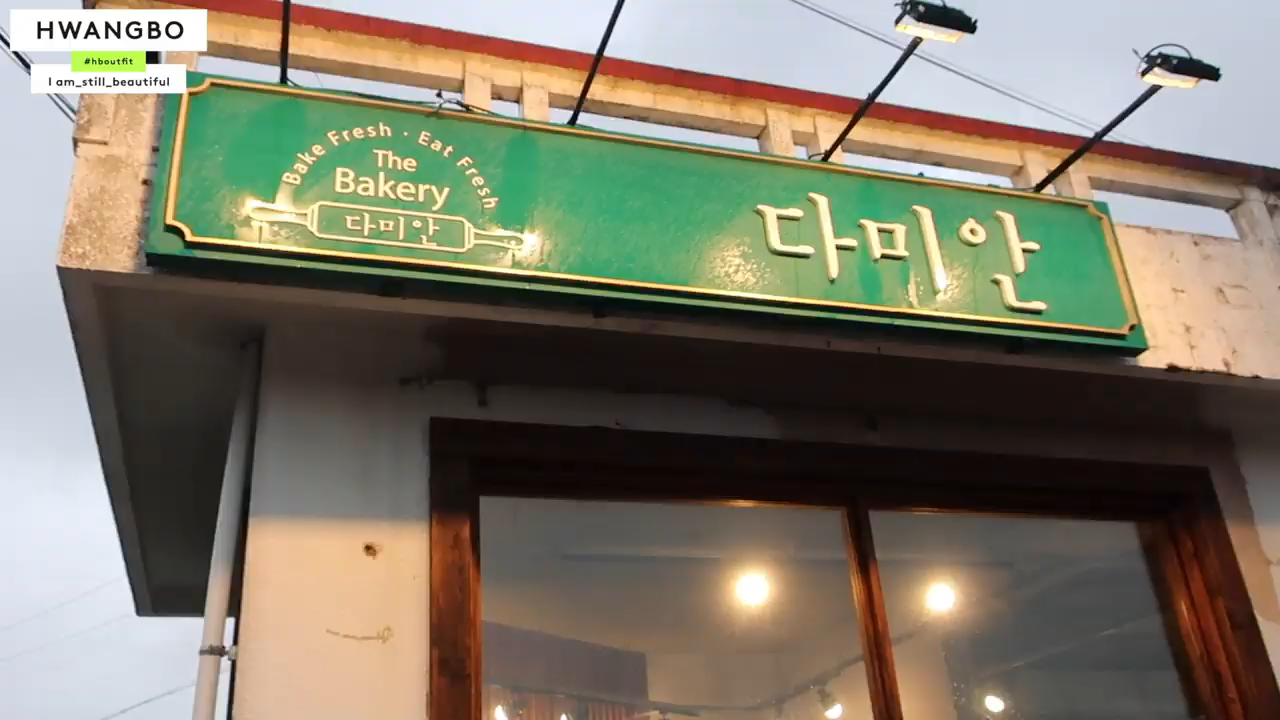 HWANGBO
#hboutfit
I am_still_beautiful
Bake Fresh · Eat Fresh
The
Bakery
다미안
다미안